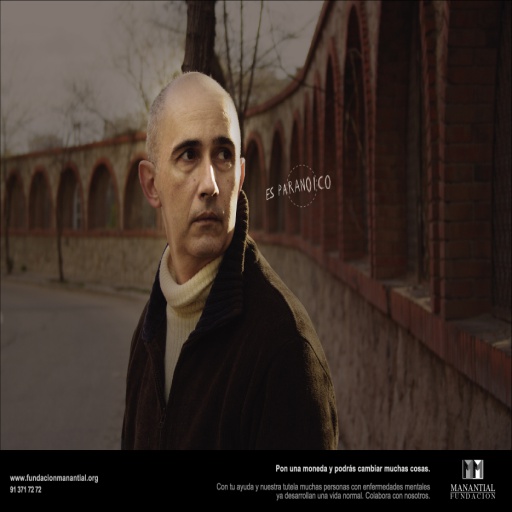 ES PARANOICO
www.fundacionmanantial.org
91 371 72 72
Pon una moneda y podrás cambiar muchas cosas.
Con tu ayuda y nuestra tutela muchas personas con enfermedades mentales
ya desarrollan una vida normal. Colabora con nosotros.
MANANTIAL
FUNDACIÓN